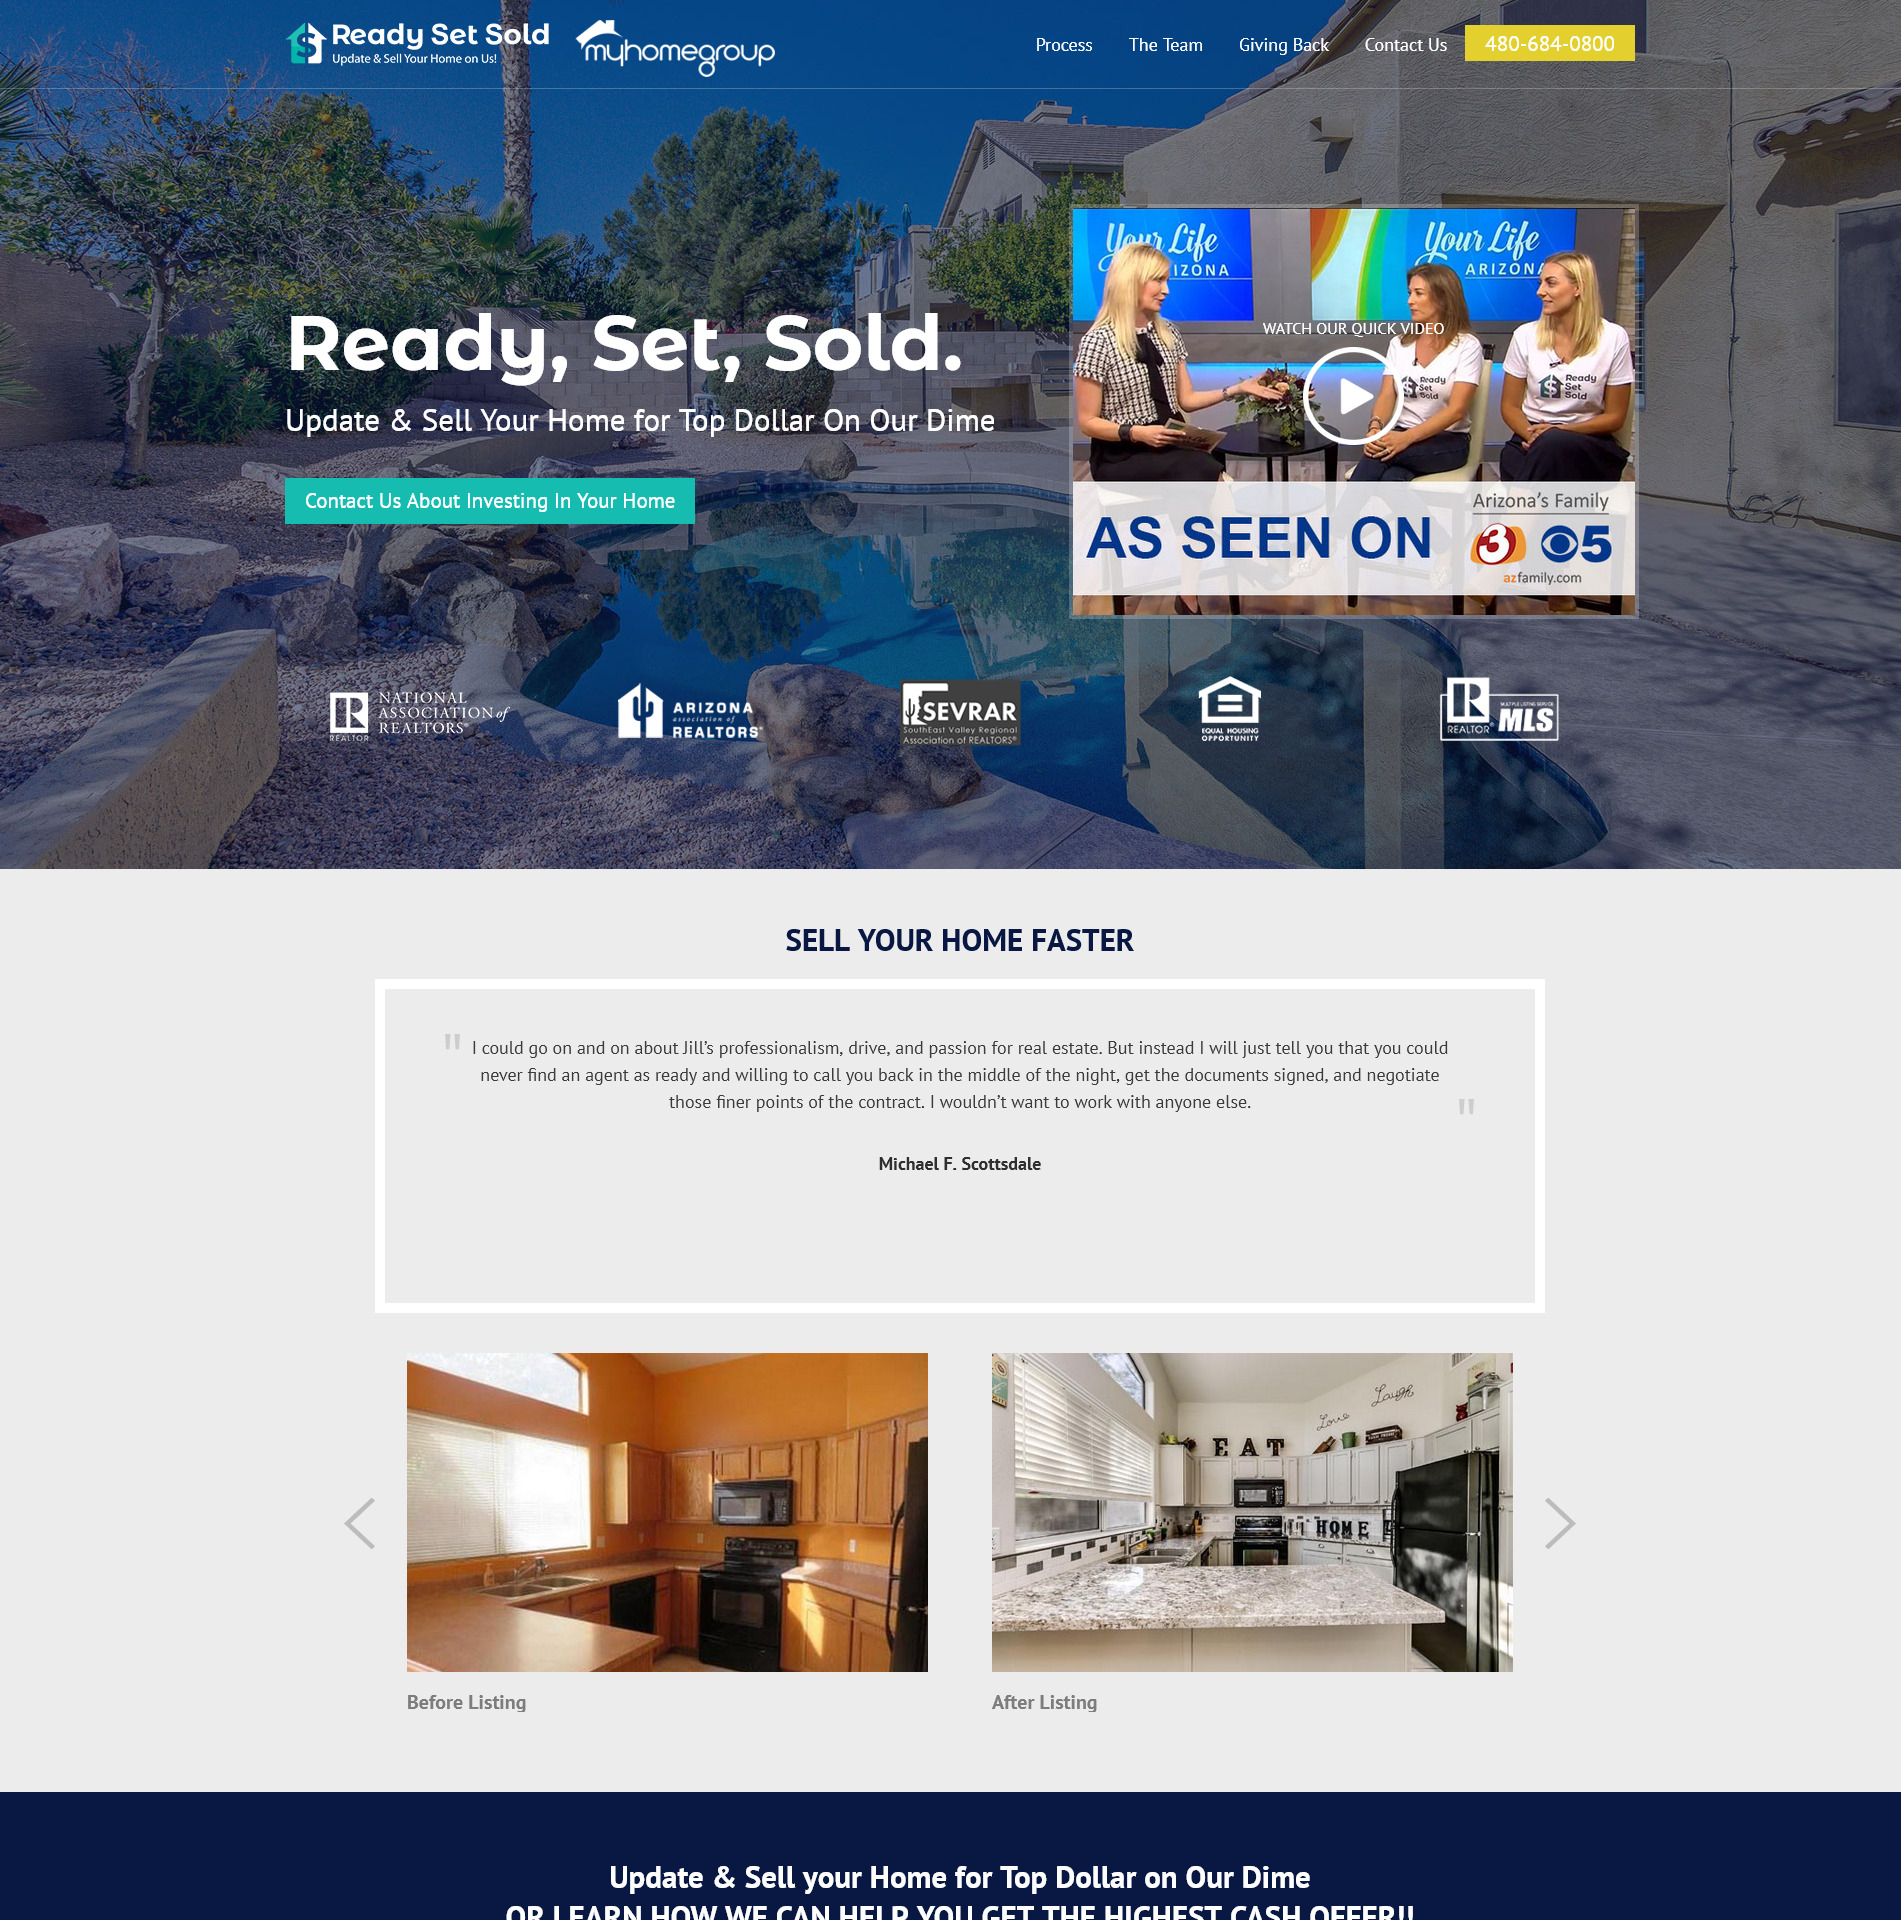 Ready Set Sold
Update & Sell Your Home on Us!
myhomegroup
Process
The Team
Giving Back
Contact Us
480-684-0800
Your Life
ARIZONA
Your Life
ARIZONA
WATCH OUR QUICK VIDEO
Ready
Set
Sold
Ready
Set
Sold
AS SEEN ON
Arizona's Family
3 5
azfamily.com
Ready, Set, Sold.
Update & Sell Your Home for Top Dollar On Our Dime
Contact Us About Investing In Your Home
R
REALTOR
NATIONAL
ASSOCIATION of
REALTORS®
ARIZONA
association of
REALTORS®
SEVRAR
SouthEast Valley Regional
Association of REALTORS®
EQUAL HOUSING
OPPORTUNITY
R
REALTOR®
MULTIPLE LISTING SERVICE
MLS
SELL YOUR HOME FASTER
" I could go on and on about Jill’s professionalism, drive, and passion for real estate. But instead I will just tell you that you could
never find an agent as ready and willing to call you back in the middle of the night, get the documents signed, and negotiate
those finer points of the contract. I wouldn’t want to work with anyone else. "
Michael F. Scottsdale
Laugh
Love
EAT
HOME
Before Listing
After Listing
Update & Sell your Home for Top Dollar on Our Dime
OR LEARN HOW WE CAN HELP YOU GET THE HIGHEST CASH OFFER!!